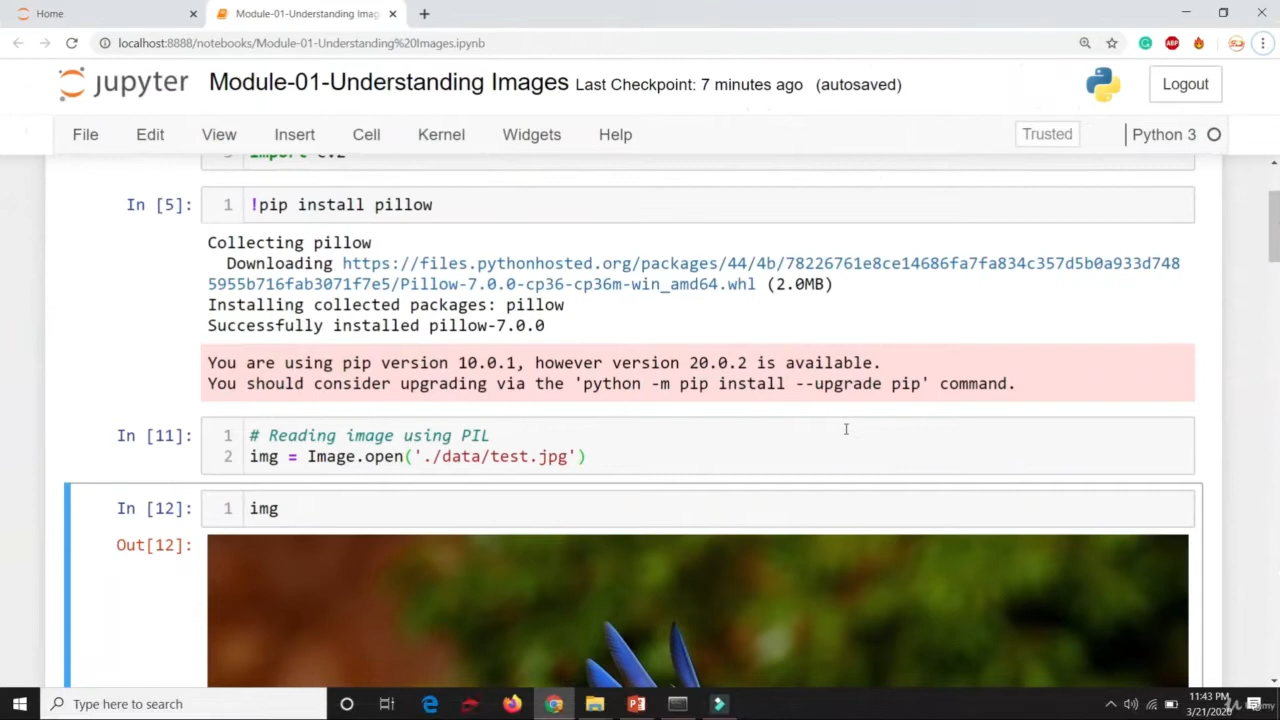 Home
Module-01-Understanding Imag
localhost:8888/notebooks/Module-01-Understanding%20Images.ipynb
ABP
jupyter Module-01-Understanding Images Last Checkpoint: 7 minutes ago (autosaved)
Logout
File Edit View Insert Cell Kernel Widgets Help
Trusted
Python 3
3 import cv2
In [5]: 1 !pip install pillow
Collecting pillow
Downloading https://files.pythonhosted.org/packages/44/4b/78226761e8ce14686fa7fa834c357d5b0a933d748
5955b716fab3071f7e5/Pillow-7.0.0-cp36-cp36m-win_amd64.whl (2.0MB)
Installing collected packages: pillow
Successfully installed pillow-7.0.0
You are using pip version 10.0.1, however version 20.0.2 is available.
You should consider upgrading via the 'python -m pip install --upgrade pip' command.
In [11]: 1 # Reading image using PIL
2 img = Image.open('./data/test.jpg')
In [12]: 1 img
Out[12]:
Type here to search
11:43 PM
3/21/2020